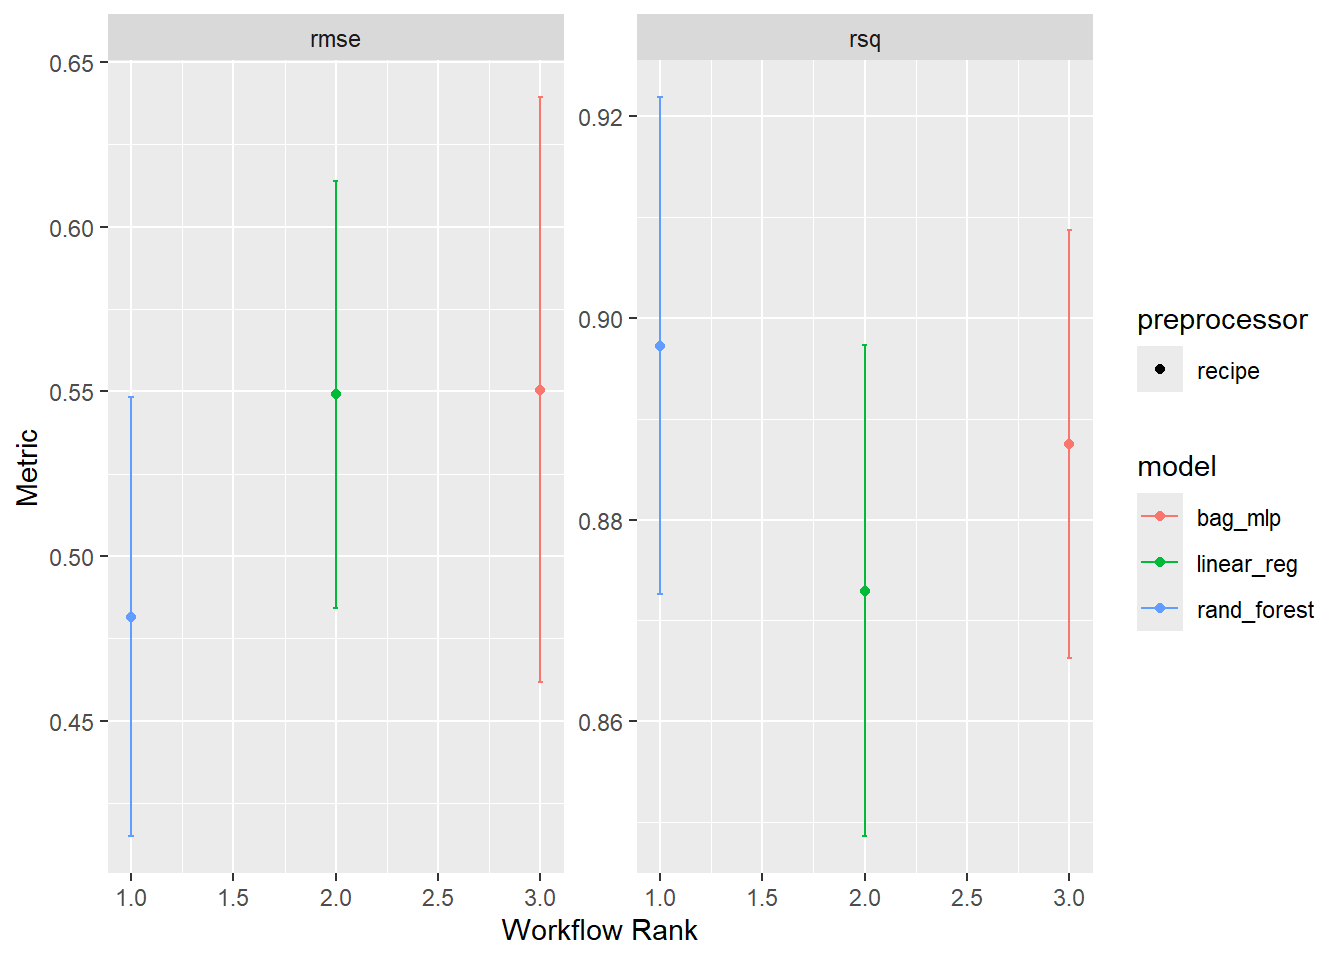 rmse
rsq
0.65
0.60
0.55
0.50
0.45
0.92
0.90
0.88
0.86
Metric
1.0 1.5 2.0 2.5 3.0
1.0 1.5 2.0 2.5 3.0
Workflow Rank
preprocessor
recipe
model
bag_mlp
linear_reg
rand_forest